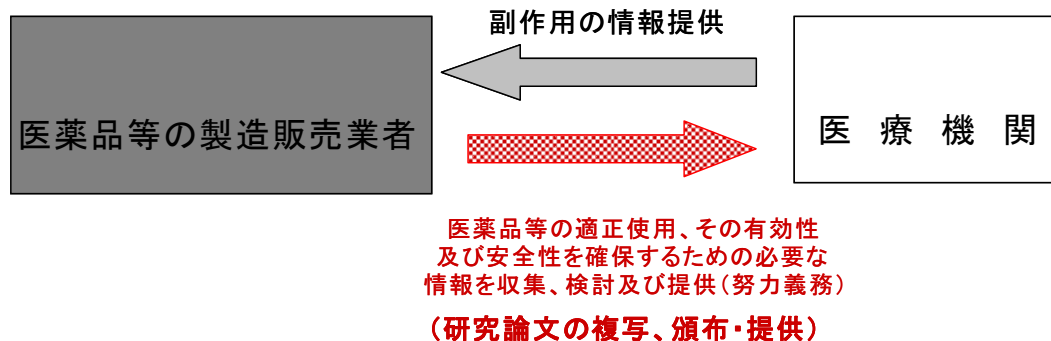 副作用の情報提供
医薬品等の製造販売業者
医療機関
医薬品等の適正使用、その有効性
及び安全性を確保するための必要な
情報を収集、検討及び提供(努力義務)
(研究論文の複写、頒布・提供)